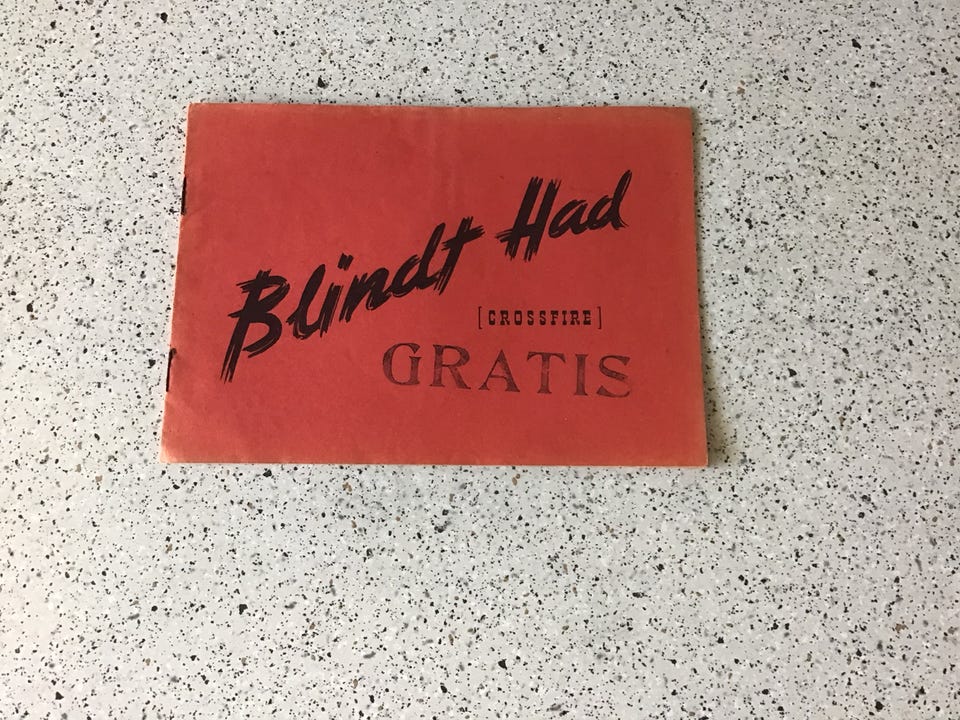 Blindt Had
[CROSSFIRE]
GRATIS